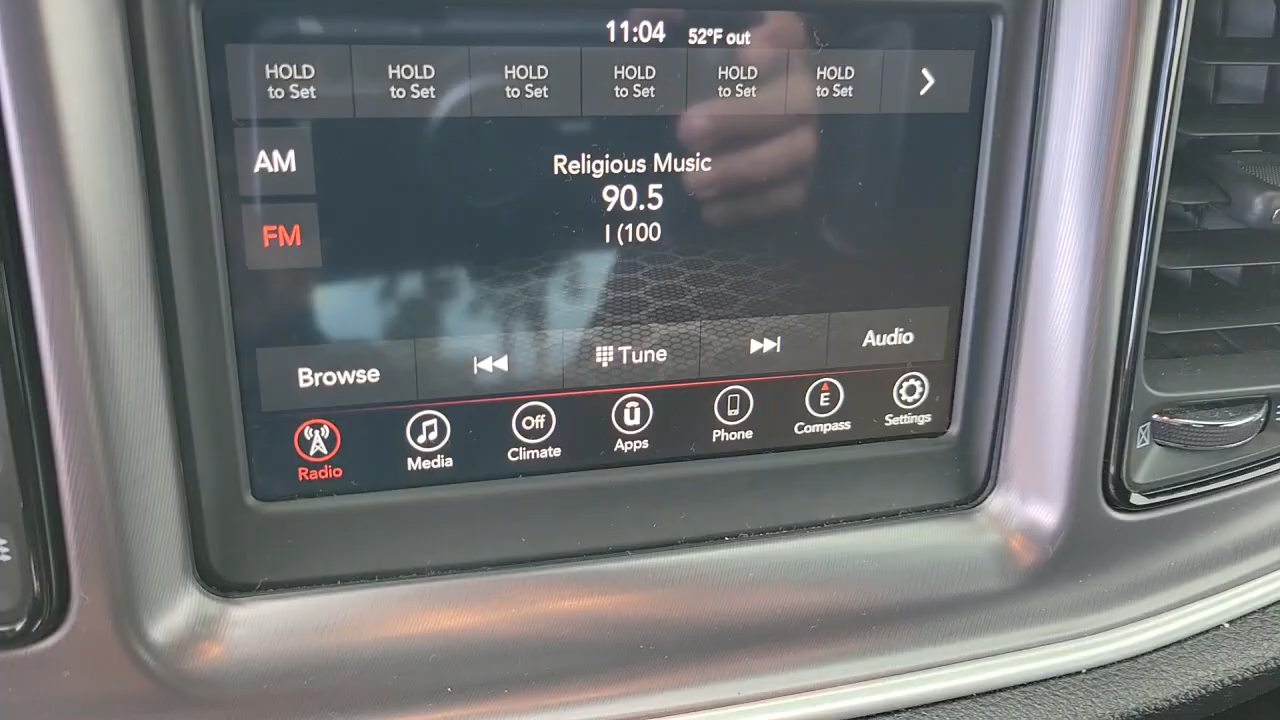 11:04 52°F out
HOLD to Set
HOLD to Set
HOLD to Set
HOLD to Set
HOLD to Set
HOLD to Set
AM
FM
Religious Music
90.5
I (100
Browse
Tune
Audio
Radio
Media
Off
Climate
Apps
Phone
E
Compass
Settings